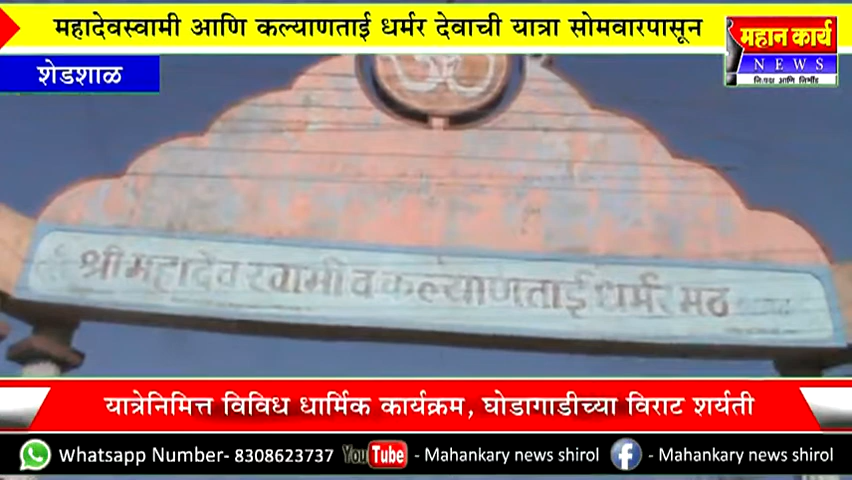 महादेवस्वामी आणि कल्याणताई धर्मर देवाची यात्रा सोमवारपासून
महान कार्य
NEWS
शेडशाळ
श्री महादेव स्वामी व कल्याणताई धर्मर मठ
यात्रेनिमित्त विविध धार्मिक कार्यक्रम, घोडागाडीच्या विराट शर्यती
Whatsapp Number- 8308623737 YouTube - Mahankary news shirol f - Mahankary news shirol